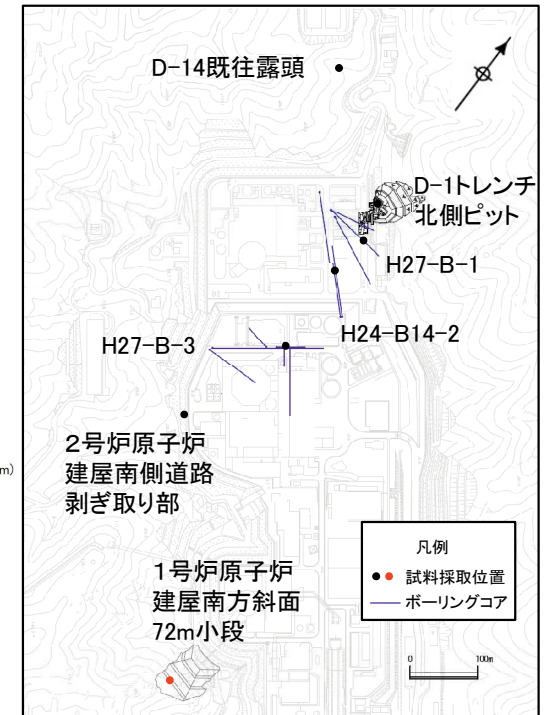 D-14既往露頭
D-1トレンチ
北側ピット
H27-B-1
H24-B14-2
H27-B-3
m)
2号炉原子炉
建屋南側道路
剥ぎ取り部
凡例
試料採取位置
ボーリングコア
1号炉原子炉
建屋南方斜面
72m小段
0 100m